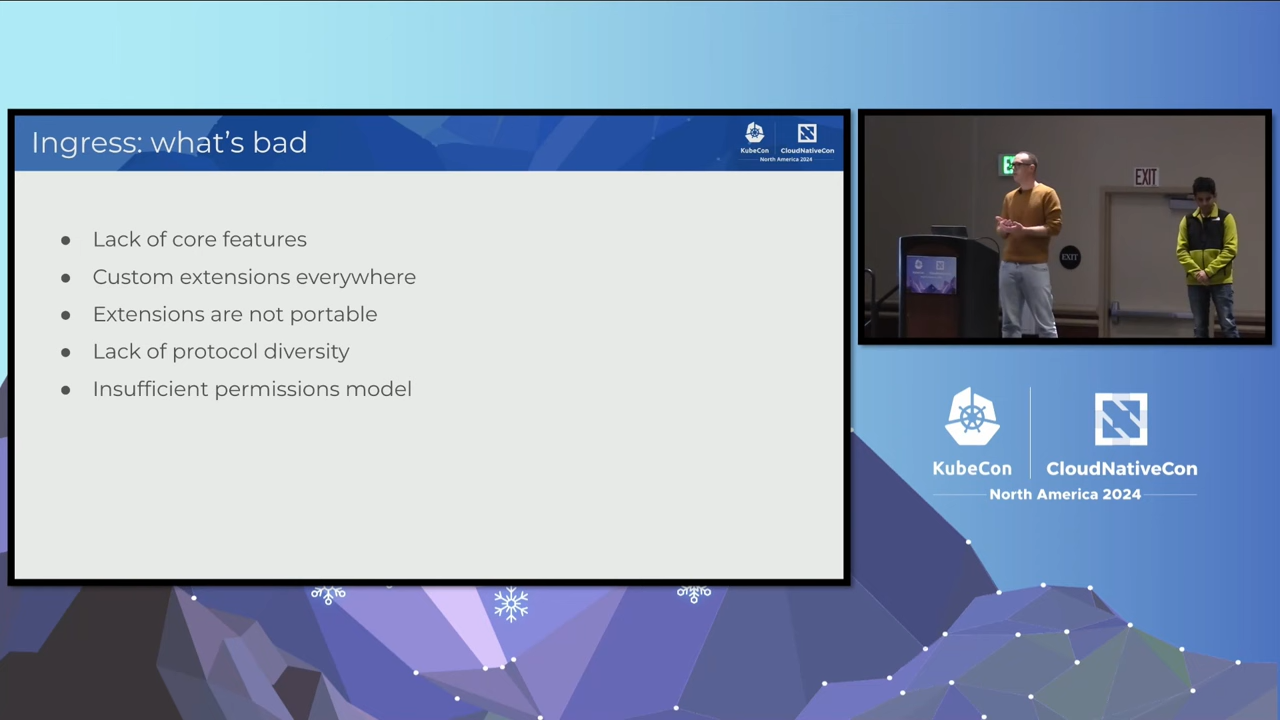 Ingress: what's bad
KubeCon
CloudNativeCon
North America 2024
Lack of core features
Custom extensions everywhere
Extensions are not portable
Lack of protocol diversity
Insufficient permissions model
EXIT
EXIT
KubeCon
CloudNativeCon
North America 2024